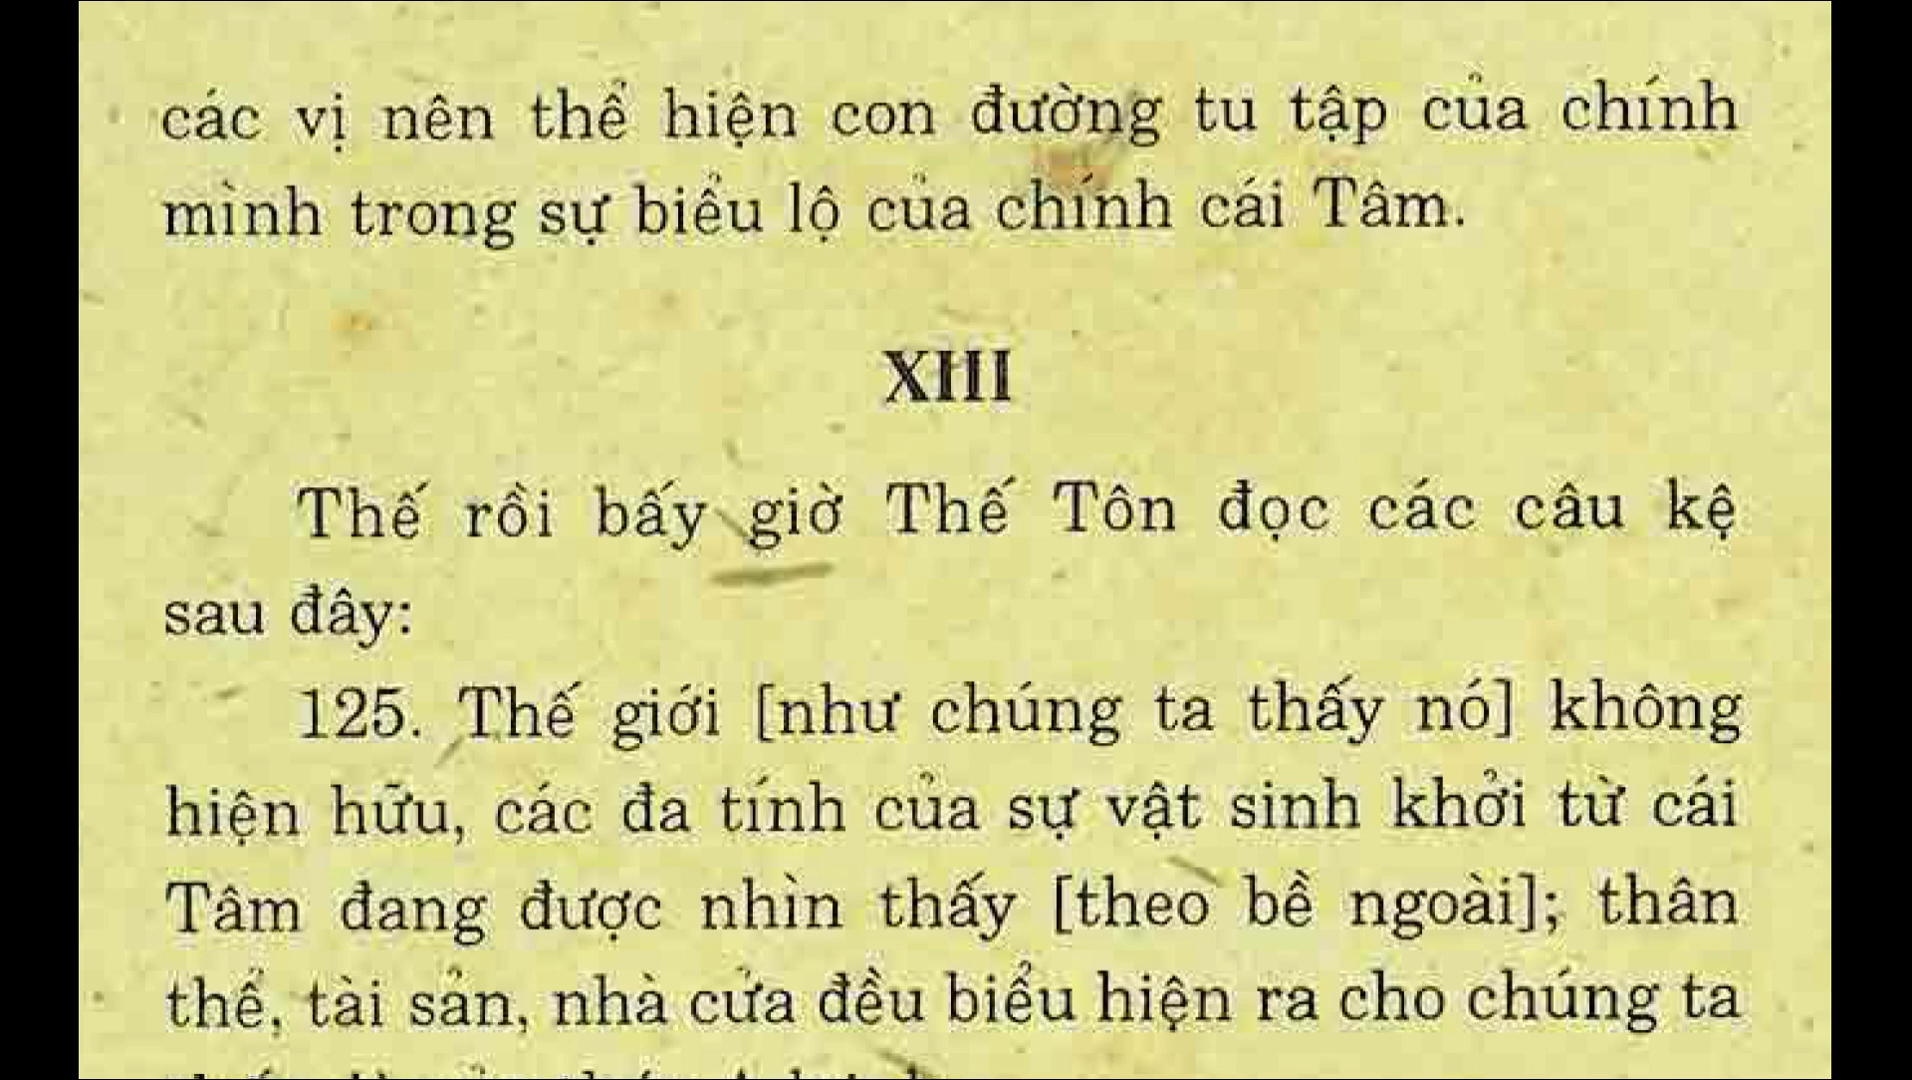 các vị nên thể hiện con đường tu tập của chính
mình trong sự biểu lộ của chính cái Tâm.
XIII
Thế rồi bấy giờ Thế Tôn đọc các câu kệ
sau đây:
125. Thế giới [như chúng ta thấy nó] không
hiện hữu, các đa tính của sự vật sinh khởi từ cái
Tâm đang được nhìn thấy [theo bề ngoài]; thân
thể, tài sản, nhà cửa đều biểu hiện ra cho chúng ta